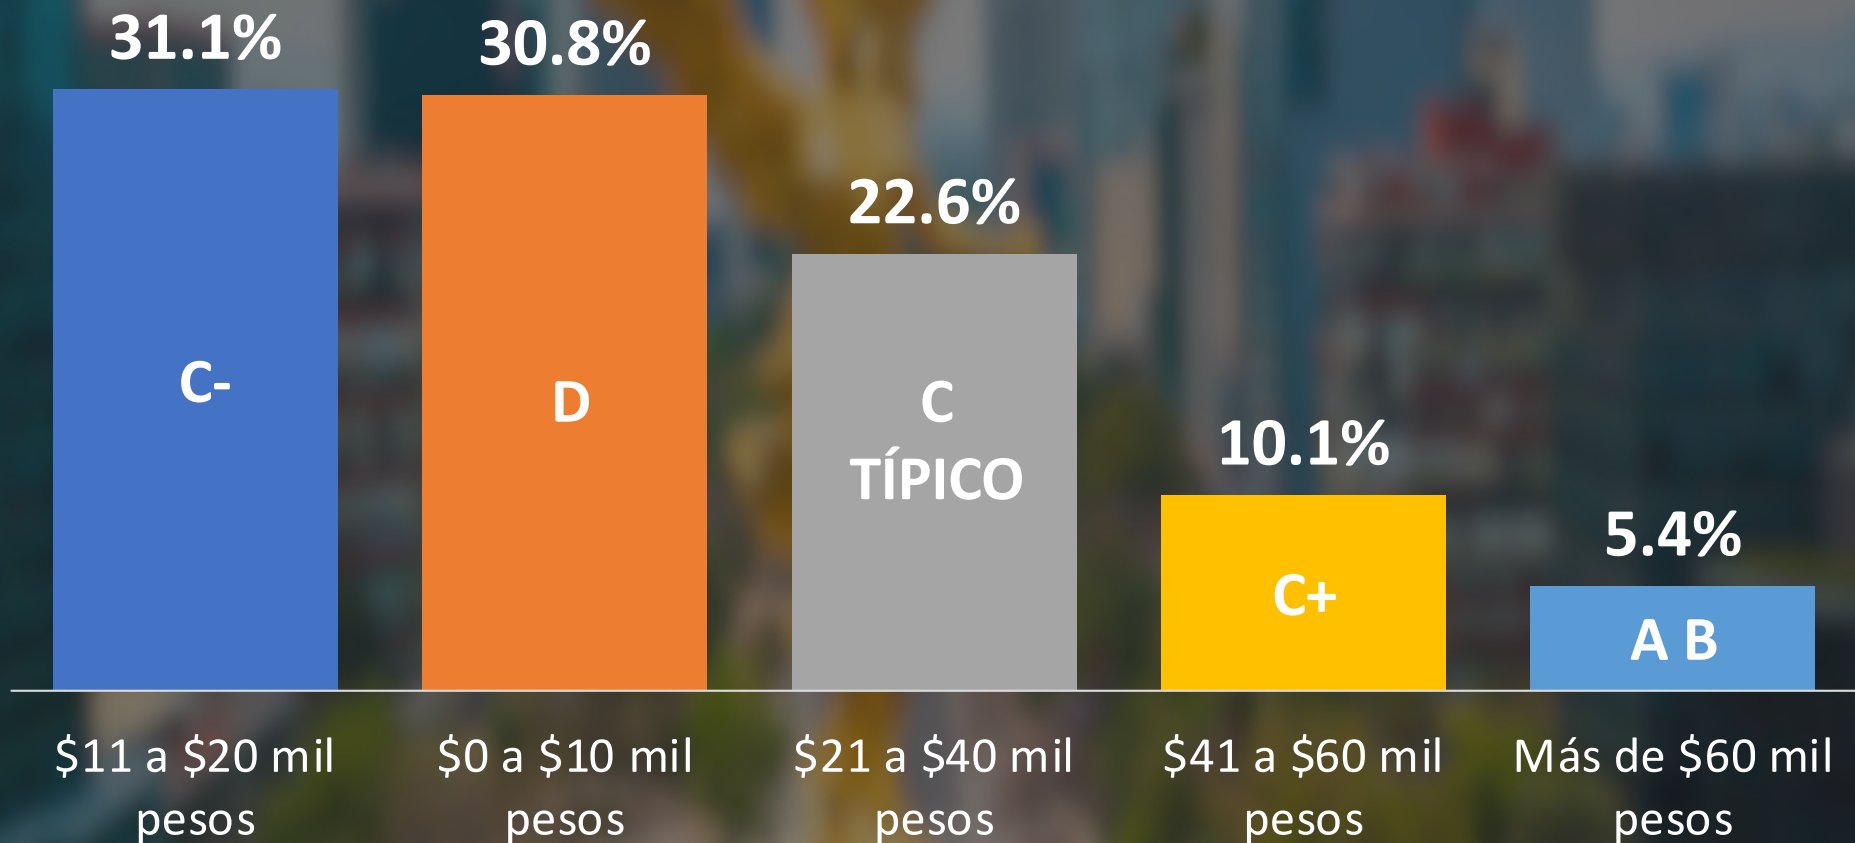 31.1%
30.8%
22.6%
10.1%
5.4%
C-
D
C
TÍPICO
C+
A B
$11 a $20 mil
pesos
$0 a $10 mil
pesos
$21 a $40 mil
pesos
$41 a $60 mil
pesos
Más de $60 mil
pesos